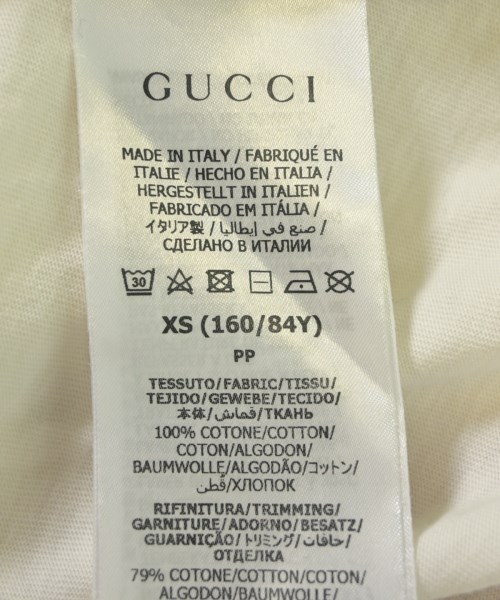 GUCCI
MADE IN ITALY / FABRIQUÉ EN
ITALIE / HECHO EN ITALIA /
HERGESTELLT IN ITALIEN /
FABRICADO EM ITÁLIA /
イタリア製 / صنع في إيطاليا /
СДЕЛАНО В ИТАЛИИ
30
XS (160/84Y)
PP
TESSUTO/FABRIC/TISSU/
TEJIDO/GEWEBE/TECIDO/
本体/قماش/ТКАНЬ
100% COTONE/COTTON/
COTON/ALGODON/
BAUMWOLLE/ALGODÃO/コットン/
قطن/ХЛОПОК
RIFINITURA/TRIMMING/
GARNITURE/ADORNO/BESATZ/
GUARNIÇÃO/トリミング/حافات/
ОТДЕЛКА
79% COTONE/COTTON/COTON/
ALGODON/BAUMWOLLE/